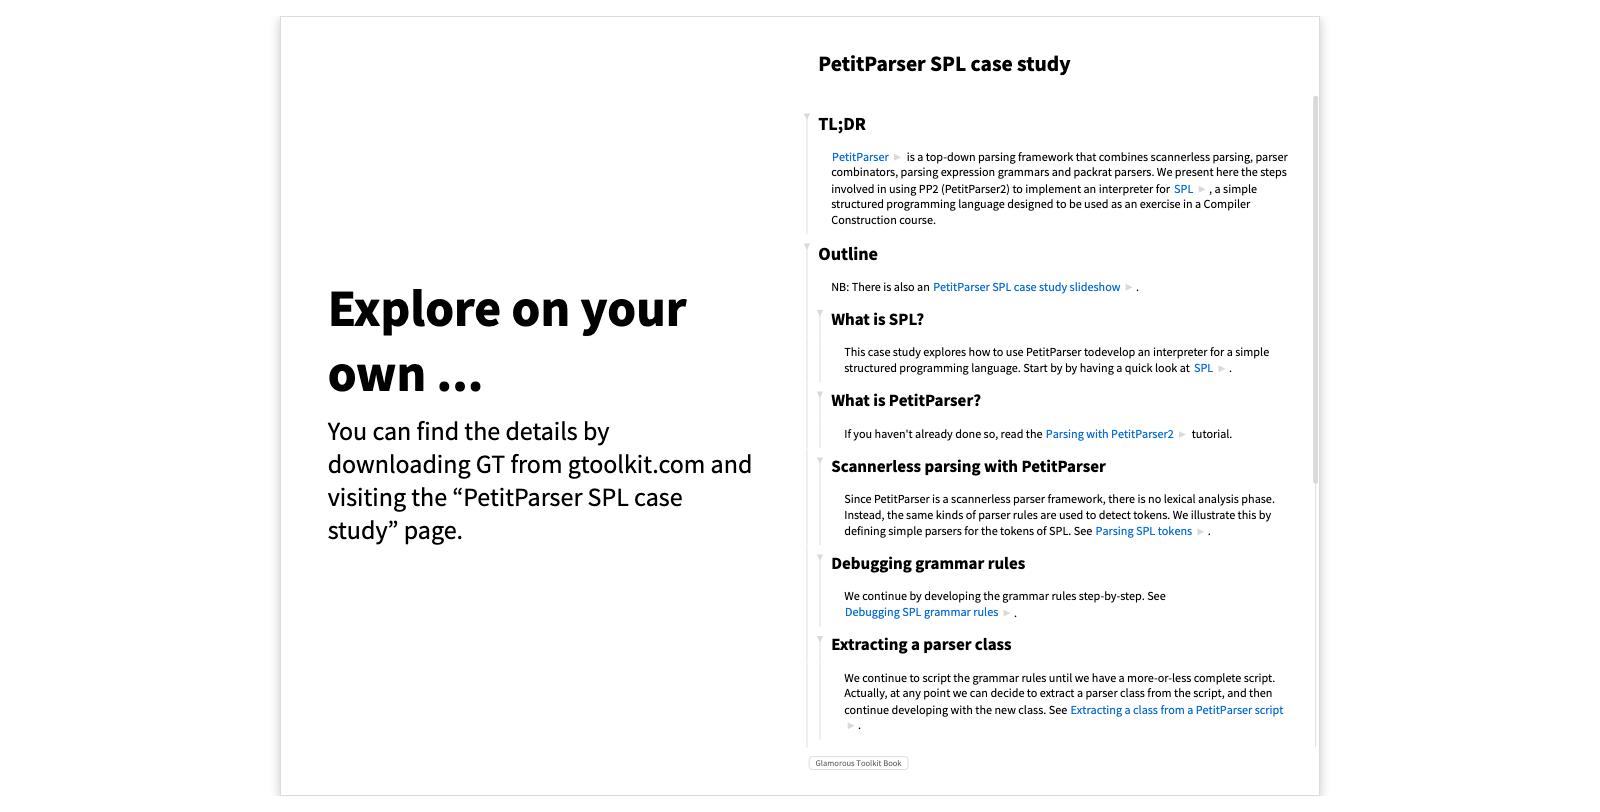 Explore on your
own ...
You can find the details by
downloading GT from gtoolkit.com and
visiting the “PetitParser SPL case
study” page.
PetitParser SPL case study
TL;DR
PetitParser is a top-down parsing framework that combines scannerless parsing, parser
combinators, parsing expression grammars and packrat parsers. We present here the steps
involved in using PP2 (PetitParser2) to implement an interpreter for SPL , a simple
structured programming language designed to be used as an exercise in a Compiler
Construction course.
Outline
NB: There is also an PetitParser SPL case study slideshow .
What is SPL?
This case study explores how to use PetitParser todevelop an interpreter for a simple
structured programming language. Start by by having a quick look at SPL .
What is PetitParser?
If you haven't already done so, read the Parsing with PetitParser2 tutorial.
Scannerless parsing with PetitParser
Since PetitParser is a scannerless parser framework, there is no lexical analysis phase.
Instead, the same kinds of parser rules are used to detect tokens. We illustrate this by
defining simple parsers for the tokens of SPL. See Parsing SPL tokens .
Debugging grammar rules
We continue by developing the grammar rules step-by-step. See
Debugging SPL grammar rules .
Extracting a parser class
We continue to script the grammar rules until we have a more-or-less complete script.
Actually, at any point we can decide to extract a parser class from the script, and then
continue developing with the new class. See Extracting a class from a PetitParser script
.
Glamorous Toolkit Book